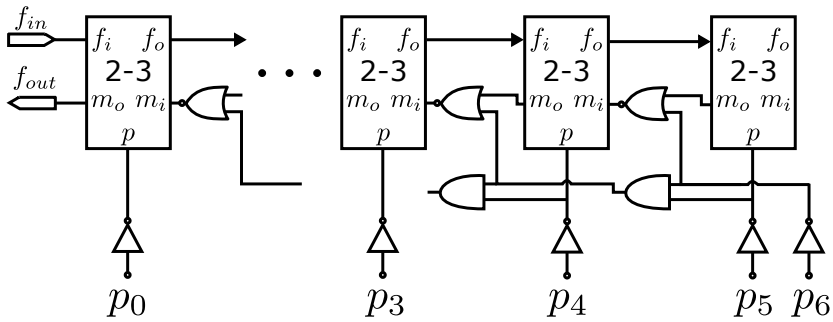 f_in
f_i f_o f_i f_o f_i f_o f_i f_o
2-3 2-3 2-3 2-3
f_out
m_o m_i m_o m_i m_o m_i m_o m_i
p p p p
p_0 p_3 p_4 p_5 p_6